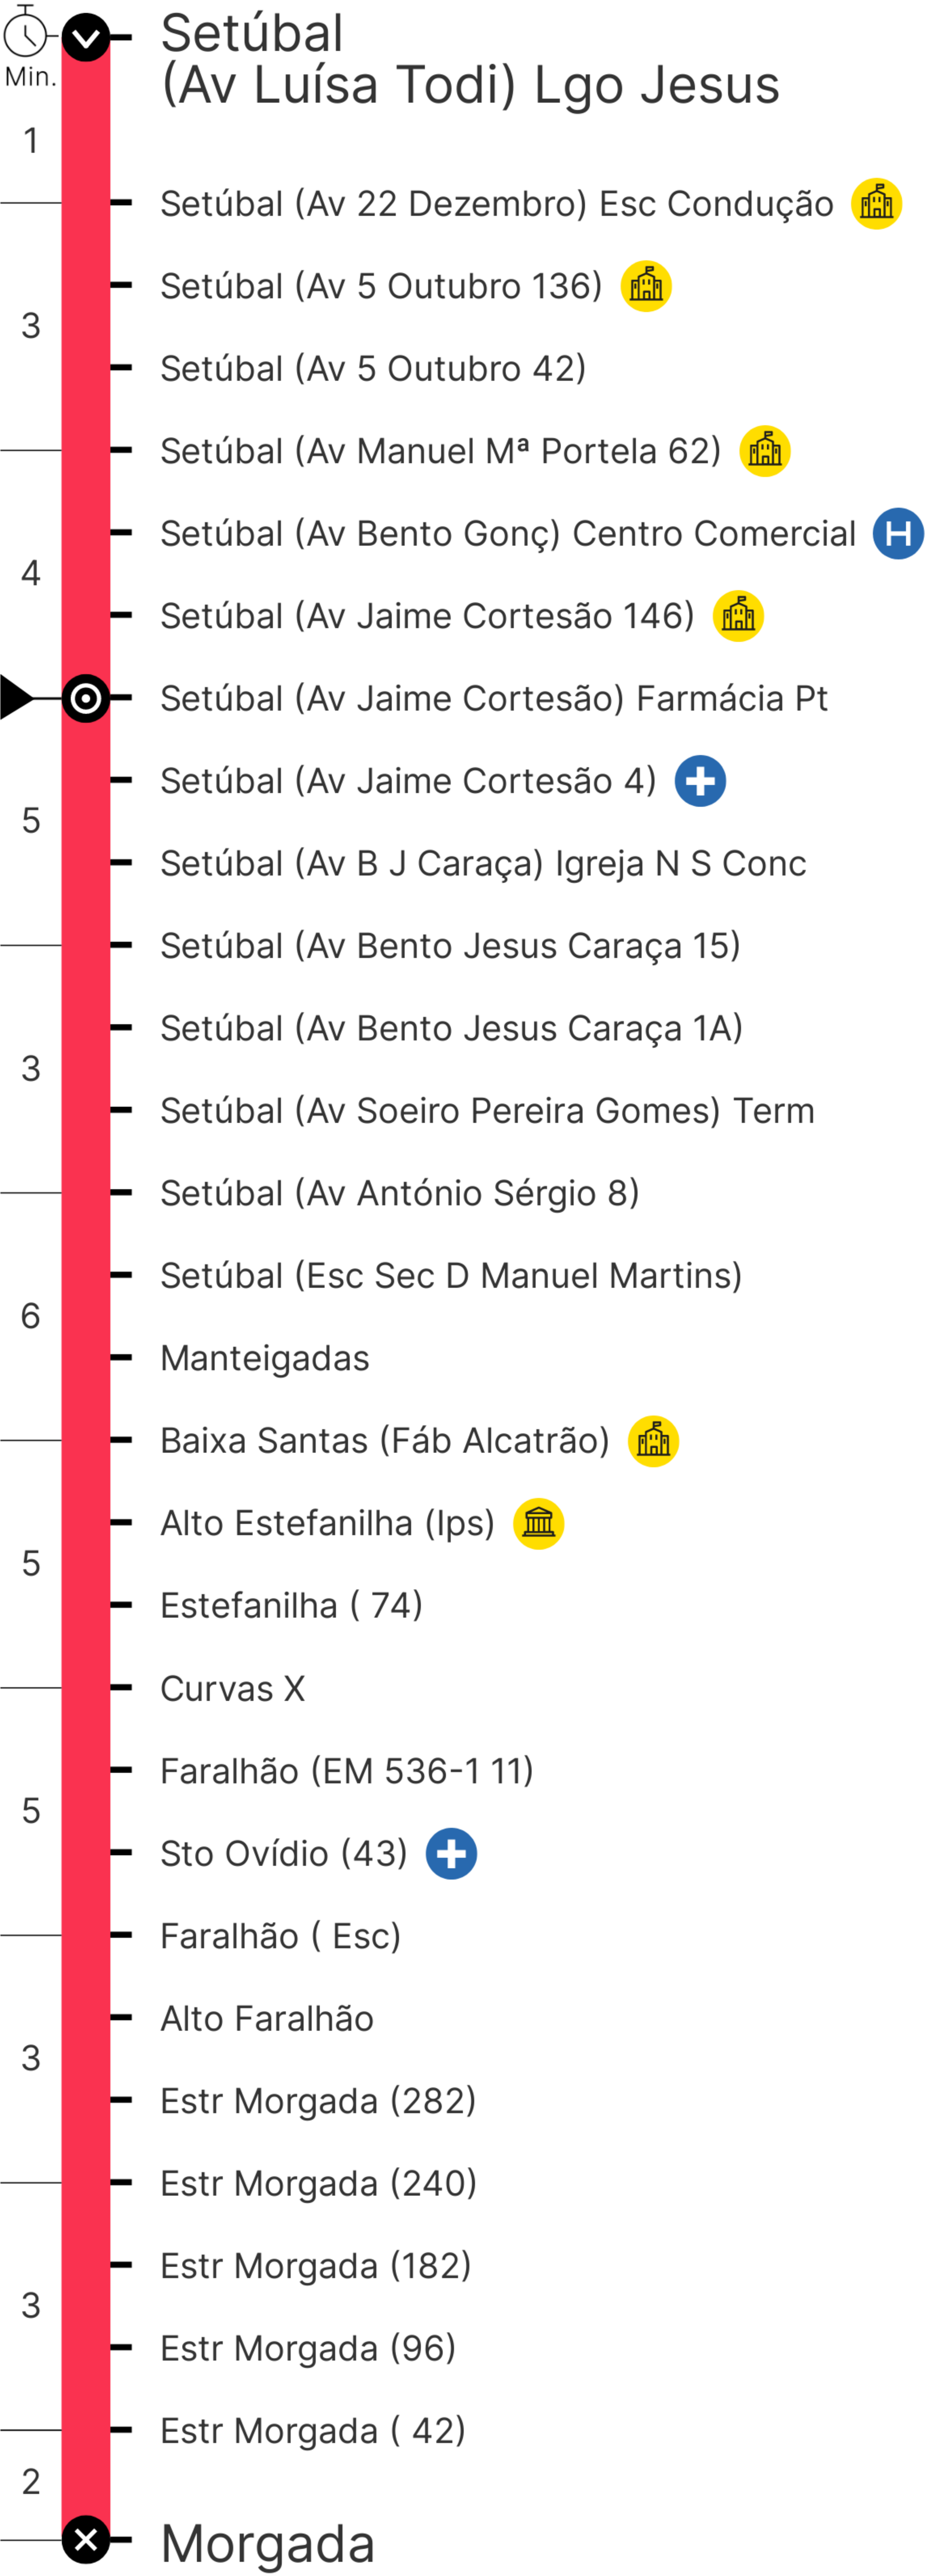 Setúbal
(Av Luísa Todi) Lgo Jesus
Min.
1
Setúbal (Av 22 Dezembro) Esc Condução
Setúbal (Av 5 Outubro 136)
3
Setúbal (Av 5 Outubro 42)
Setúbal (Av Manuel Mª Portela 62)
Setúbal (Av Bento Gonç) Centro Comercial H
4
Setúbal (Av Jaime Cortesão 146)
Setúbal (Av Jaime Cortesão) Farmácia Pt
Setúbal (Av Jaime Cortesão 4)
5
Setúbal (Av B J Caraça) Igreja N S Conc
Setúbal (Av Bento Jesus Caraça 15)
Setúbal (Av Bento Jesus Caraça 1A)
3
Setúbal (Av Soeiro Pereira Gomes) Term
Setúbal (Av António Sérgio 8)
Setúbal (Esc Sec D Manuel Martins)
6
Manteigadas
Baixa Santas (Fáb Alcatrão)
Alto Estefanilha (Ips)
5
Estefanilha ( 74)
Curvas X
Faralhão (EM 536-1 11)
5
Sto Ovídio (43)
Faralhão ( Esc)
Alto Faralhão
3
Estr Morgada (282)
Estr Morgada (240)
Estr Morgada (182)
3
Estr Morgada (96)
Estr Morgada ( 42)
2
Morgada